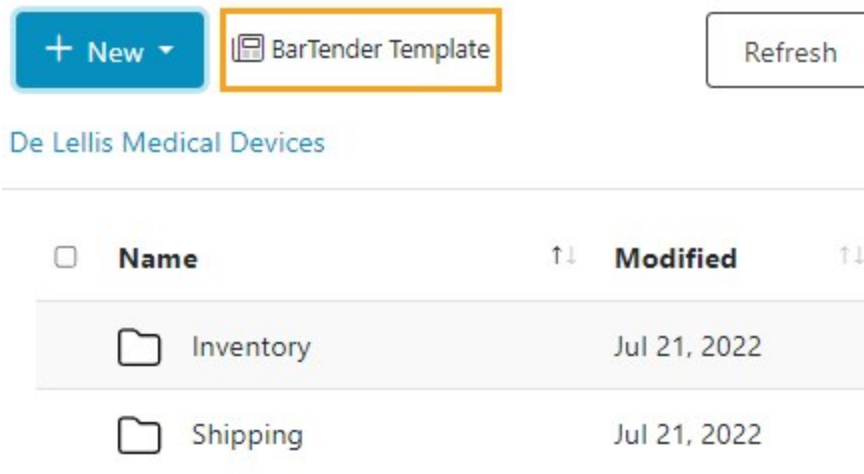 + New BarTender Template Refresh
De Lellis Medical Devices
Name Modified
Inventory Jul 21, 2022
Shipping Jul 21, 2022